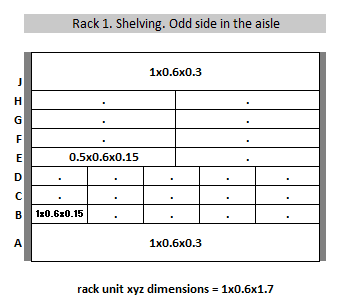 Rack 1. Shelving. Odd side in the aisle
J 1x0.6x0.3
H . .
G . .
F . .
E 0.5x0.6x0.15 .
D . . . . .
C . . . . .
B 1x0.6x0.15 . . . .
A 1x0.6x0.3
rack unit xyz dimensions = 1x0.6x1.7